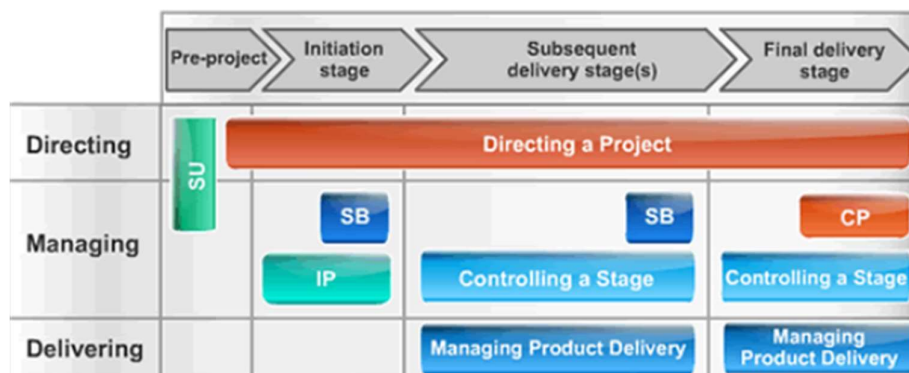 Pre-project
Initiation
stage
Subsequent
delivery stage(s)
Final delivery
stage
Directing
SU
Directing a Project
Managing
SB
SB
CP
IP
Controlling a Stage
Controlling a Stage
Delivering
Managing Product Delivery
Managing
Product Delivery